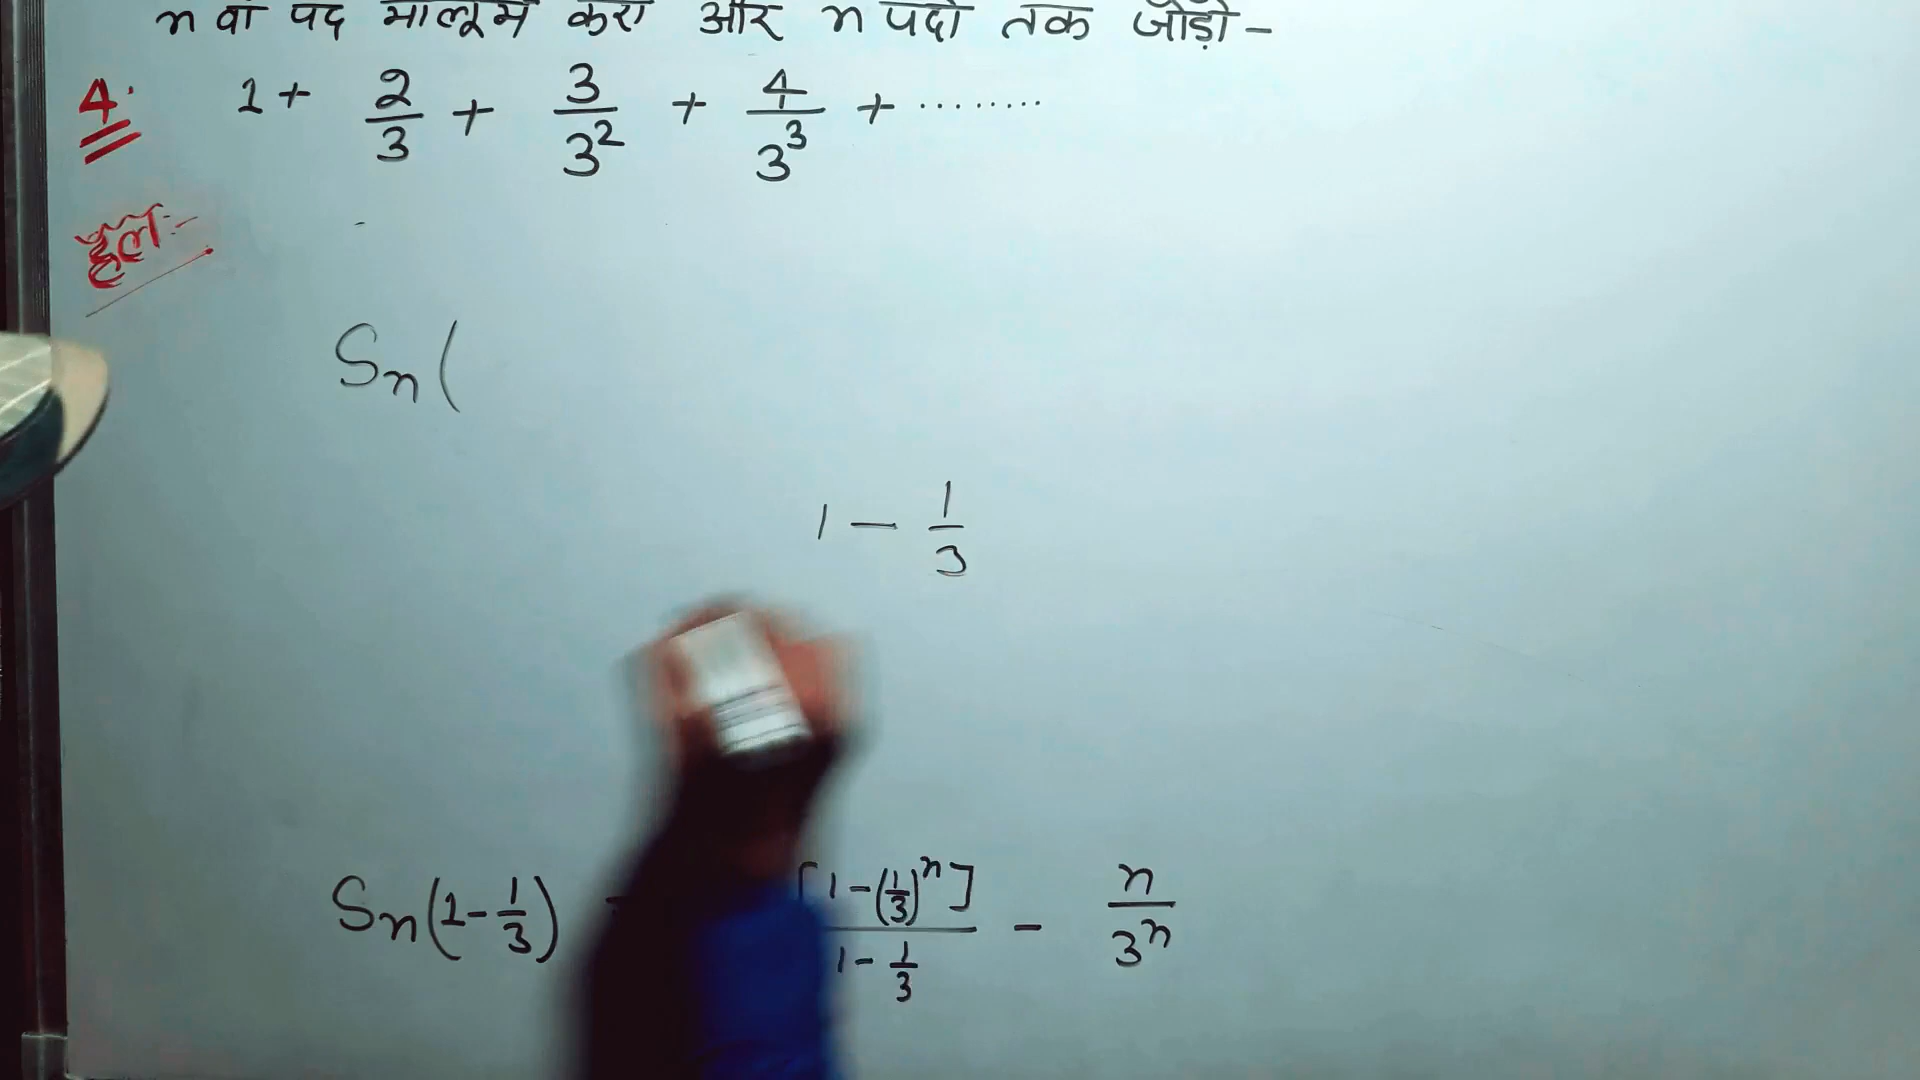 n वाँ पद मालूम करो और n पदों तक जोड़ो -
4. 1 + 2/3 + 3/3² + 4/3³ + ........
हल :-
Sn (
1 - 1/3
Sn (1 - 1/3) [1 - (1/3)ⁿ] / 1 - 1/3 - n/3ⁿ